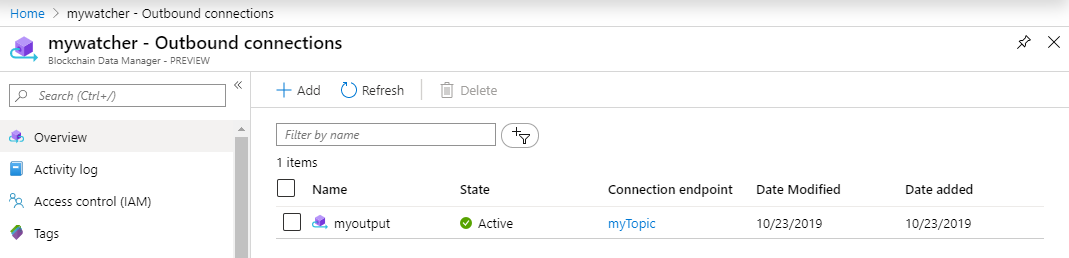 Home > mywatcher - Outbound connections
mywatcher - Outbound connections
Blockchain Data Manager - PREVIEW
Search (Ctrl+/)
Overview
Activity log
Access control (IAM)
Tags
Add Refresh Delete
Filter by name
1 items
Name State Connection endpoint Date Modified Date added
myoutput Active myTopic 10/23/2019 10/23/2019